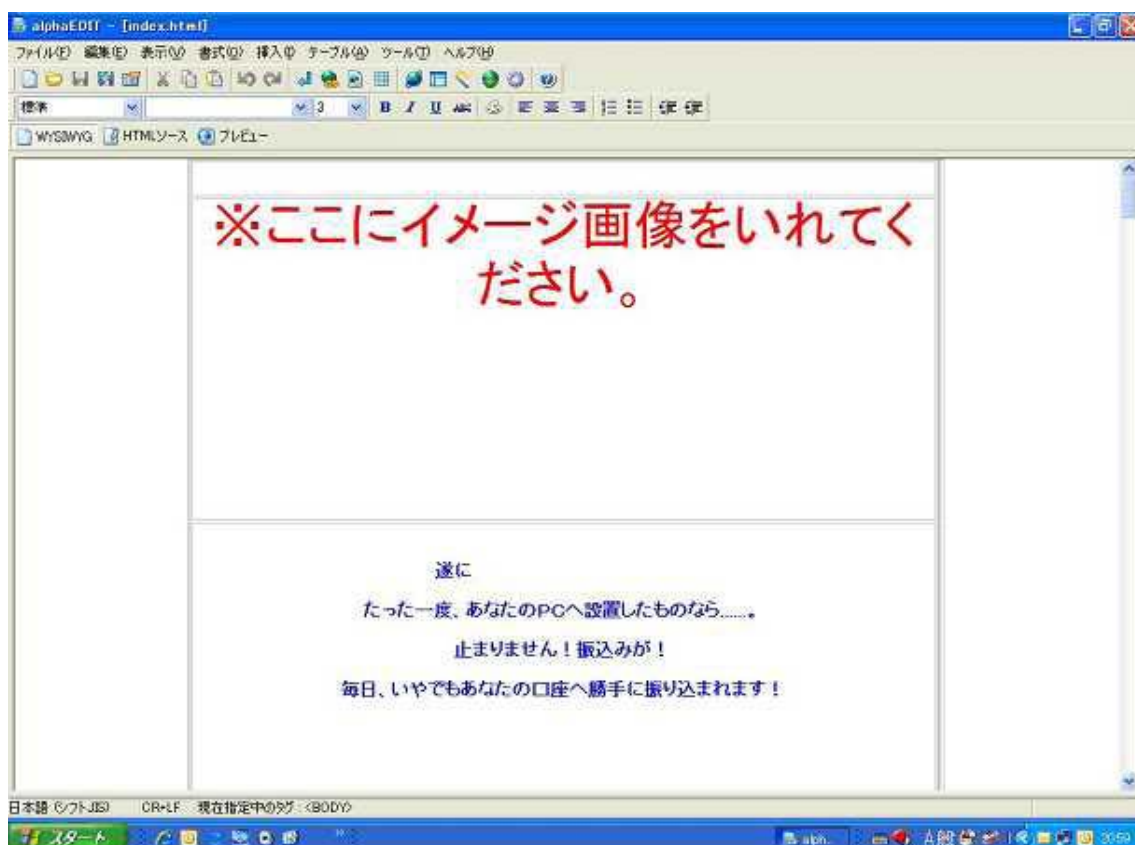 alphaEDIT - [index.html]
ファイル(F) 編集(E) 表示(V) 書式(O) 挿入(I) テーブル(A) ツール(T) ヘルプ(H)
標準 3 B I U ABC
WYSIWYG HTMLソース プレビュー
※ここにイメージ画像をいれてく
ださい。
遂に
たった一度、あなたのPCへ設置したものなら......。
止まりません！振込みが！
毎日、いやでもあなたの口座へ勝手に振り込まれます！
日本語 (シフトJIS) CR+LF 現在指定中のタグ : <BODY>
スタート alph... A 般 20:59